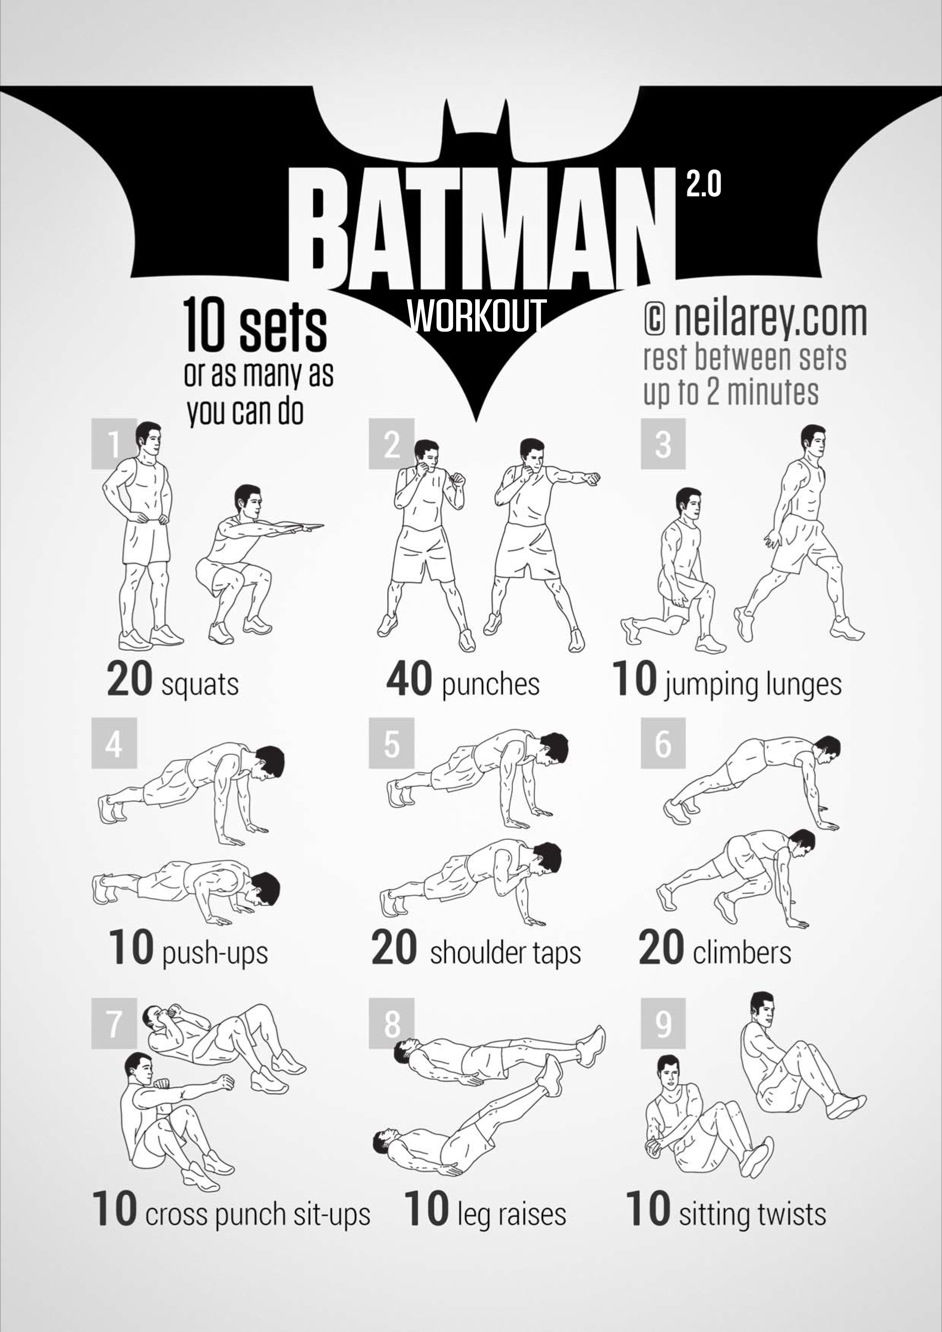 BATMAN 2.0
WORKOUT
10 sets
or as many as
you can do
© neilarey.com
rest between sets
up to 2 minutes
1
20 squats
2
40 punches
3
10 jumping lunges
4
10 push-ups
5
20 shoulder taps
6
20 climbers
7
10 cross punch sit-ups
8
10 leg raises
9
10 sitting twists